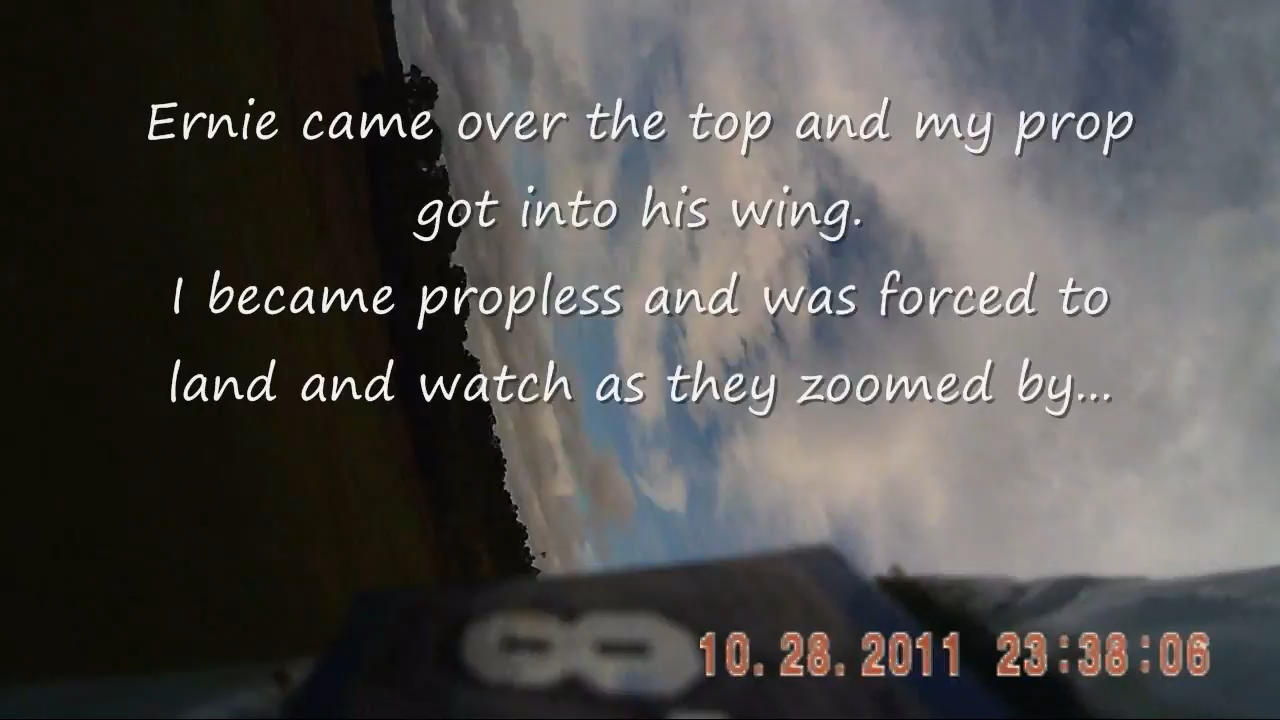 Ernie came over the top and my prop
got into his wing.
I became propless and was forced to
land and watch as they zoomed by...
8
10.28.2011 23:38:06